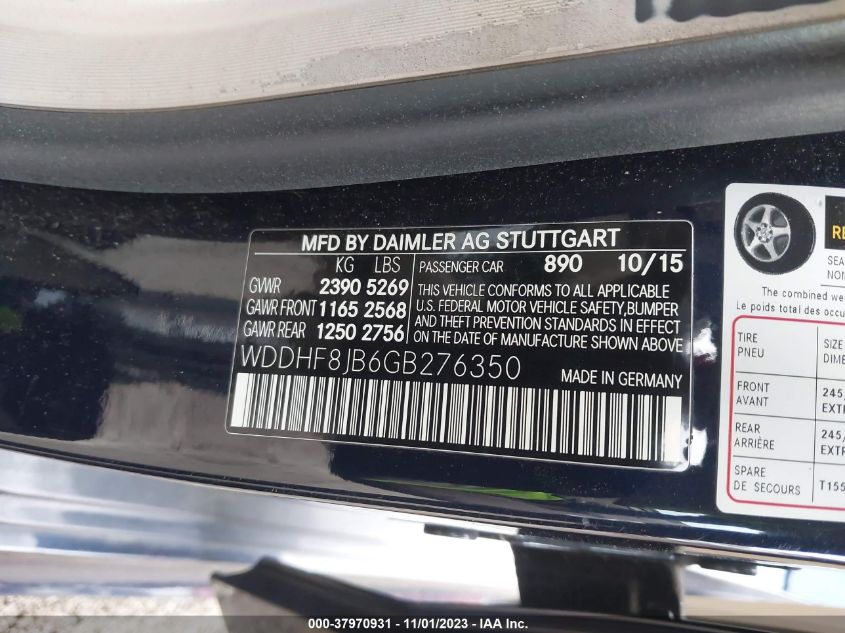 MFD BY DAIMLER AG STUTTGART
KG LBS
GVWR 2390 5269
GAWR FRONT 1165 2568
GAWR REAR 1250 2756
PASSENGER CAR 890 10/15
THIS VEHICLE CONFORMS TO ALL APPLICABLE
U.S. FEDERAL MOTOR VEHICLE SAFETY,BUMPER
AND THEFT PREVENTION STANDARDS IN EFFECT
ON THE DATE OF MANUFACTURE SHOWN ABOVE.
WDDHF8JB6GB276350
MADE IN GERMANY
The combined we
Le poids total des occu
TIRE
PNEU
SIZE
DIME
FRONT
AVANT
245/
EXTR
REAR
ARRIÈRE
245/
EXTR
SPARE
DE SECOURS
T155
000-37970931 - 11/01/2023 - IAA Inc.